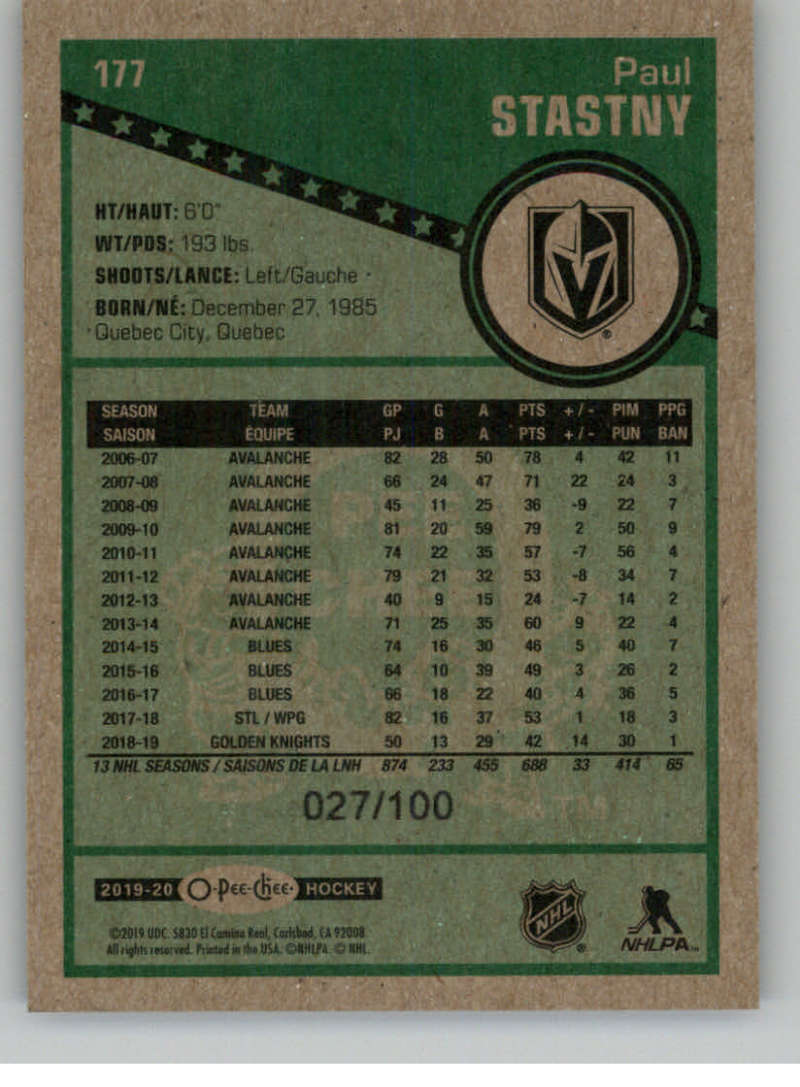 177
Paul
STASTNY
HT/HAUT: 6'0"
WT/PDS: 193 lbs.
SHOOTS/LANCE: Left/Gauche
BORN/NÉ: December 27, 1985
Quebec City, Quebec
SEASON TEAM GP G A PTS +/- PIM PPG
SAISON ÉQUIPE PJ B A PTS +/- PUN BAN
2006-07 AVALANCHE 82 28 50 78 4 42 11
2007-08 AVALANCHE 66 24 47 71 22 24 3
2008-09 AVALANCHE 45 11 25 36 -9 22 7
2009-10 AVALANCHE 81 20 59 79 2 50 9
2010-11 AVALANCHE 74 22 35 57 -7 56 4
2011-12 AVALANCHE 79 21 32 53 -8 34 7
2012-13 AVALANCHE 40 9 15 24 -7 14 2
2013-14 AVALANCHE 71 25 35 60 9 22 4
2014-15 BLUES 74 16 30 46 5 40 7
2015-16 BLUES 64 10 39 49 3 26 2
2016-17 BLUES 66 18 22 40 4 36 5
2017-18 STL / WPG 82 16 37 53 1 18 3
2018-19 GOLDEN KNIGHTS 50 13 29 42 14 30 1
13 NHL SEASONS / SAISONS DE LA LNH 874 233 455 688 33 414 65
027/100
2019-20 O-Pee-Chee HOCKEY
©2019 UDC. 5830 El Camino Real, Carlsbad, CA 92008
All rights reserved. Printed in the USA. ©NHLPA. © NHL.
NHL
NHLPA™